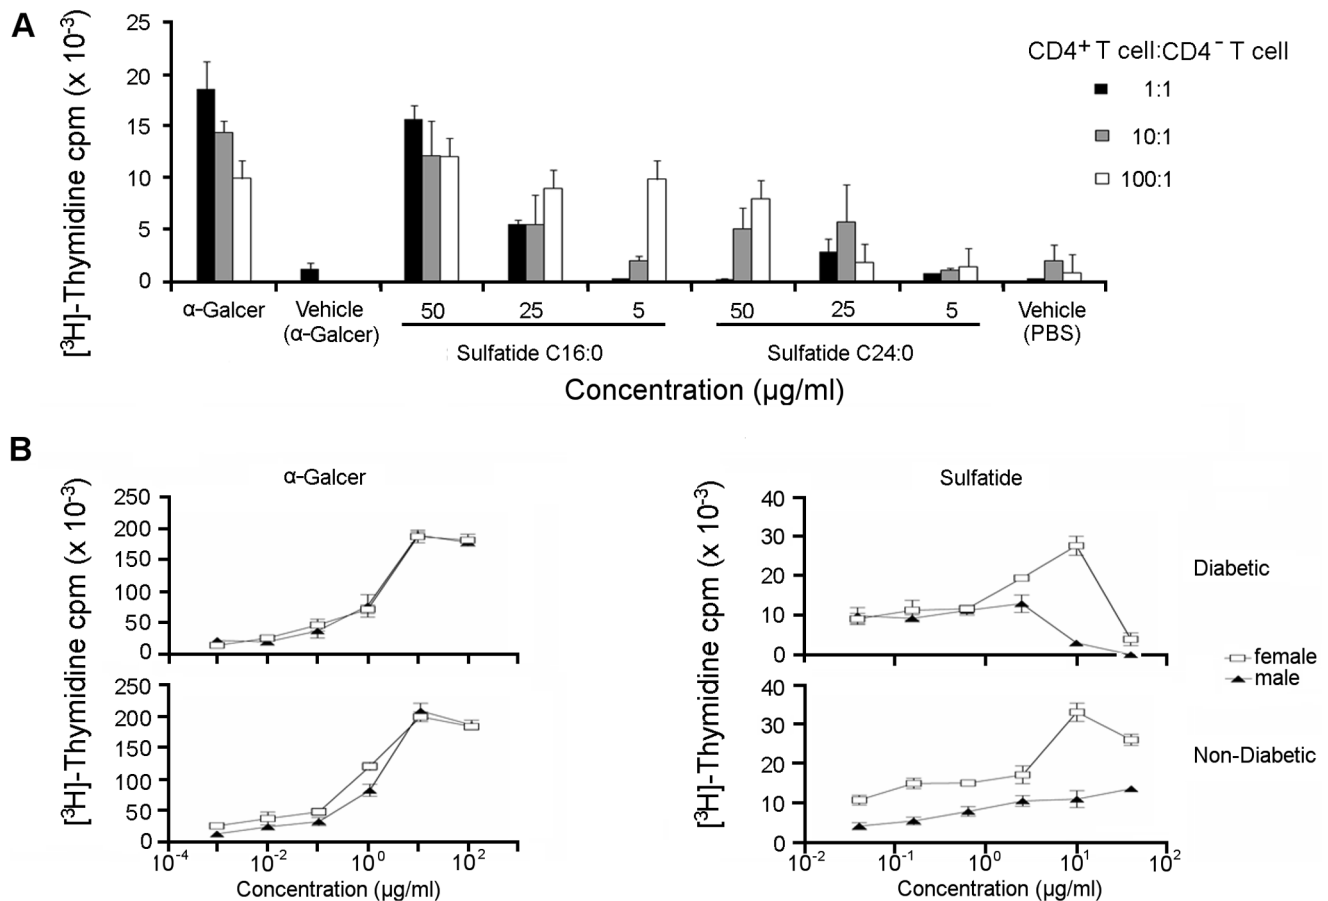 A
[³H]-Thymidine cpm (x 10⁻³)
25
20
15
10
5
0
CD4⁺ T cell:CD4⁻ T cell
1:1
10:1
100:1
α-Galcer
Vehicle
(α-Galcer)
50
25
5
50
25
5
Vehicle
(PBS)
Sulfatide C16:0
Sulfatide C24:0
Concentration (µg/ml)
B
α-Galcer
[³H]-Thymidine cpm (x 10⁻³)
250
200
150
100
50
0
250
200
150
100
50
0
10⁻⁴
10⁻²
10⁰
10²
Concentration (µg/ml)
Sulfatide
[³H]-Thymidine cpm (x 10⁻³)
40
30
20
10
0
Diabetic
female
male
40
30
20
10
0
Non-Diabetic
10⁻²
10⁻¹
10⁰
10¹
10²
Concentration (µg/ml)